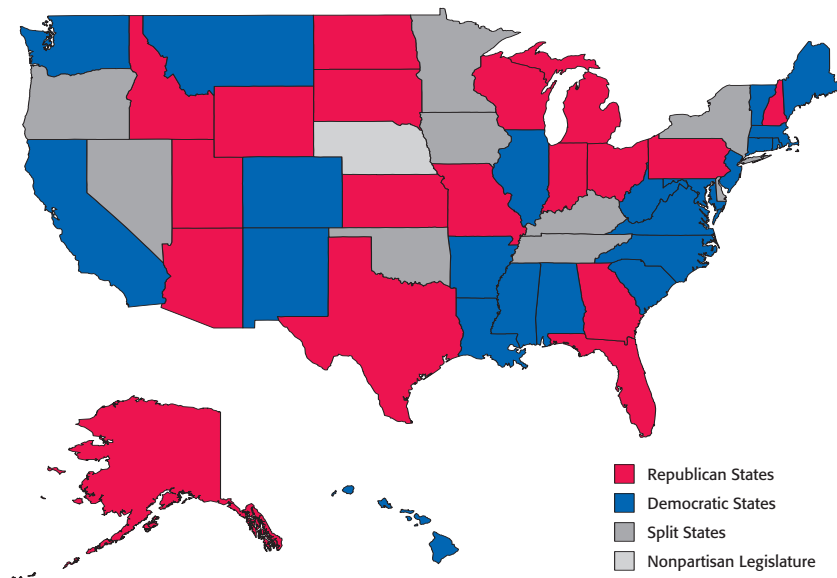 Republican States
Democratic States
Split States
Nonpartisan Legislature